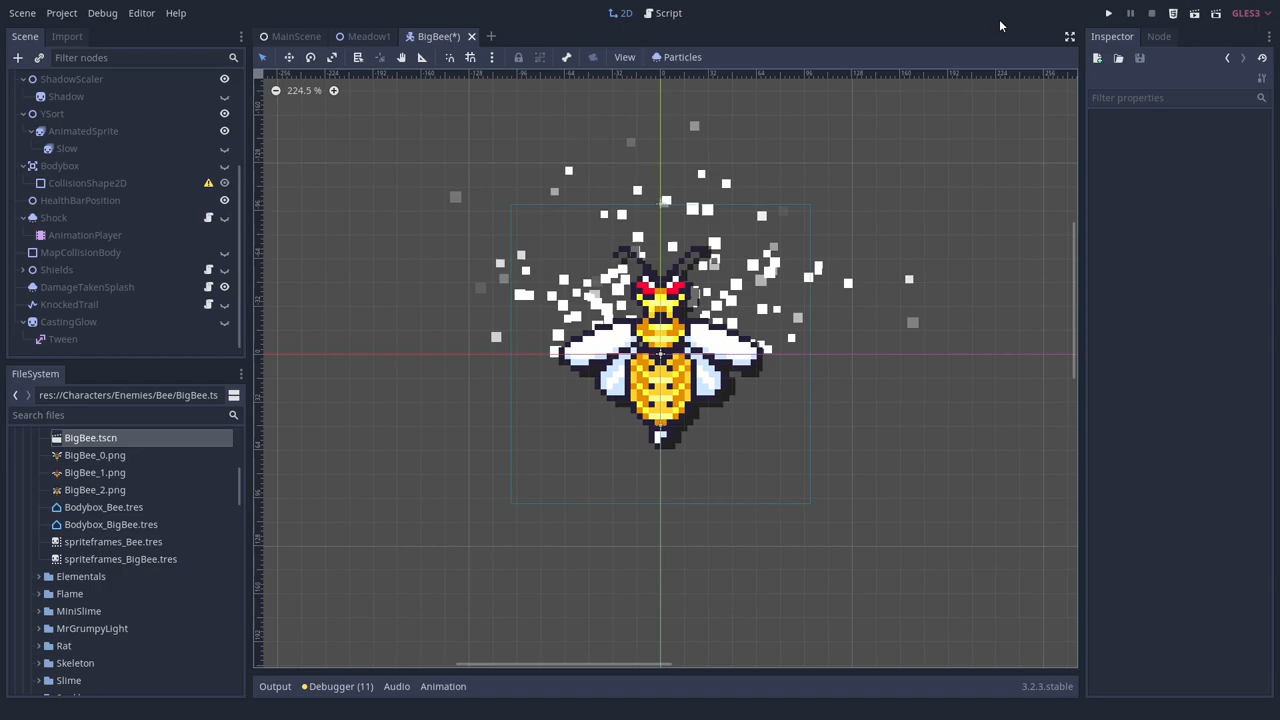 Scene Project Debug Editor Help
2D Script
GLES3
Scene Import
MainScene Meadow1 BigBee(*)
Inspector Node
Filter nodes
View Particles
224.5 %
Filter properties
ShadowScaler
Shadow
YSort
AnimatedSprite
Slow
Bodybox
CollisionShape2D
HealthBarPosition
Shock
AnimationPlayer
MapCollisionBody
Shields
DamageTakenSplash
KnockedTrail
CastingGlow
Tween
FileSystem
res://Characters/Enemies/Bee/BigBee.ts
Search files
BigBee.tscn
BigBee_0.png
BigBee_1.png
BigBee_2.png
Bodybox_Bee.tres
Bodybox_BigBee.tres
spriteframes_Bee.tres
spriteframes_BigBee.tres
Elementals
Flame
MiniSlime
MrGrumpyLight
Rat
Skeleton
Slime
Output Debugger (11) Audio Animation
3.2.3.stable